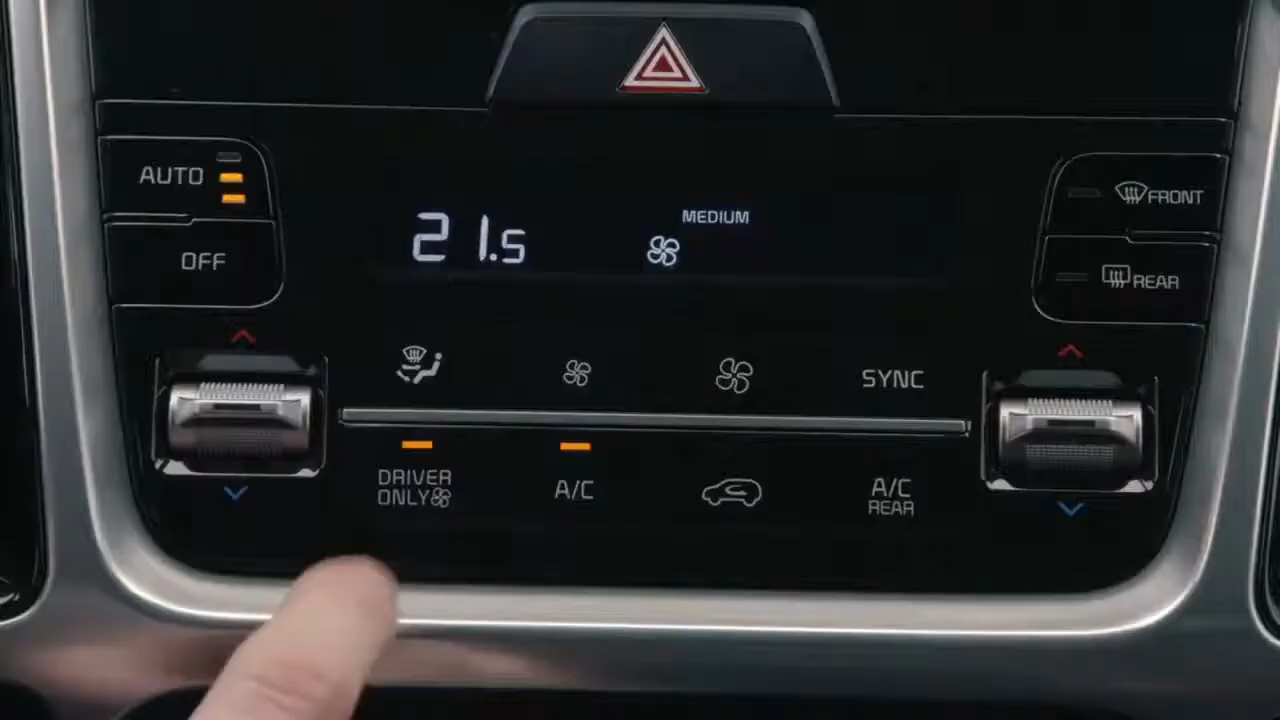 AUTO
OFF
21.5
MEDIUM
FRONT
REAR
SYNC
DRIVER
ONLY
A/C
A/C
REAR